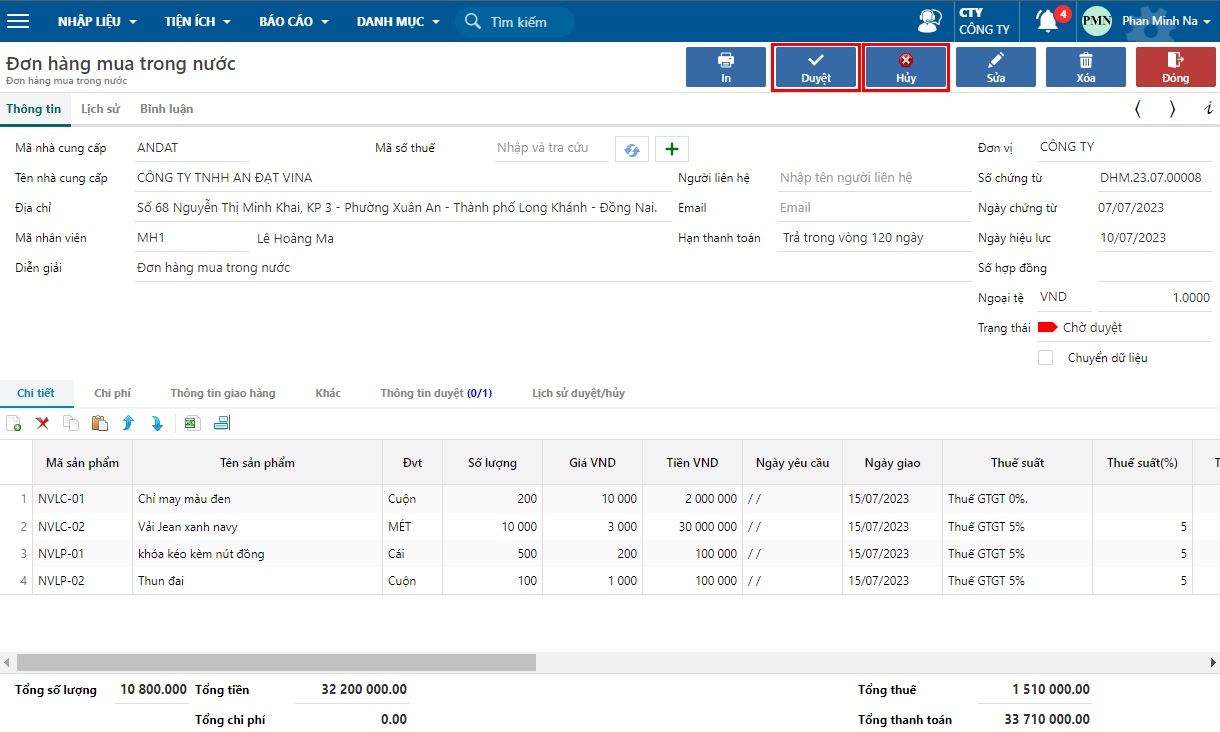 NHẬP LIỆU TIỆN ÍCH BÁO CÁO DANH MỤC Tìm kiếm CTY CÔNG TY 4 PMN Phan Minh Na
Đơn hàng mua trong nước
Đơn hàng mua trong nước
In Duyệt Hủy Sửa Xóa Đóng
Thông tin Lịch sử Bình luận
Mã nhà cung cấp ANDAT Mã số thuế Nhập và tra cứu Đơn vị CÔNG TY
Tên nhà cung cấp CÔNG TY TNHH AN ĐẠT VINA Người liên hệ Nhập tên người liên hệ Số chứng từ DHM.23.07.00008
Địa chỉ Số 68 Nguyễn Thị Minh Khai, KP 3 - Phường Xuân An - Thành phố Long Khánh - Đồng Nai. Email Email Ngày chứng từ 07/07/2023
Mã nhân viên MH1 Lê Hoàng Ma Hạn thanh toán Trả trong vòng 120 ngày Ngày hiệu lực 10/07/2023
Diễn giải Đơn hàng mua trong nước Số hợp đồng
Ngoại tệ VND 1.0000
Trạng thái Chờ duyệt
Chuyển dữ liệu
Chi tiết Chi phí Thông tin giao hàng Khác Thông tin duyệt (0/1) Lịch sử duyệt/hủy
Mã sản phẩm Tên sản phẩm Đvt Số lượng Giá VND Tiền VND Ngày yêu cầu Ngày giao Thuế suất Thuế suất(%) T
1 NVLC-01 Chỉ may màu đen Cuộn 200 10 000 2 000 000 / / 15/07/2023 Thuế GTGT 0%.
2 NVLC-02 Vải Jean xanh navy MÉT 10 000 3 000 30 000 000 / / 15/07/2023 Thuế GTGT 5% 5
3 NVLP-01 khóa kéo kèm nút đồng Cái 500 200 100 000 / / 15/07/2023 Thuế GTGT 5% 5
4 NVLP-02 Thun đai Cuộn 100 1 000 100 000 / / 15/07/2023 Thuế GTGT 5% 5
Tổng số lượng 10 800.000 Tổng tiền 32 200 000.00 Tổng thuế 1 510 000.00
Tổng chi phí 0.00 Tổng thanh toán 33 710 000.00